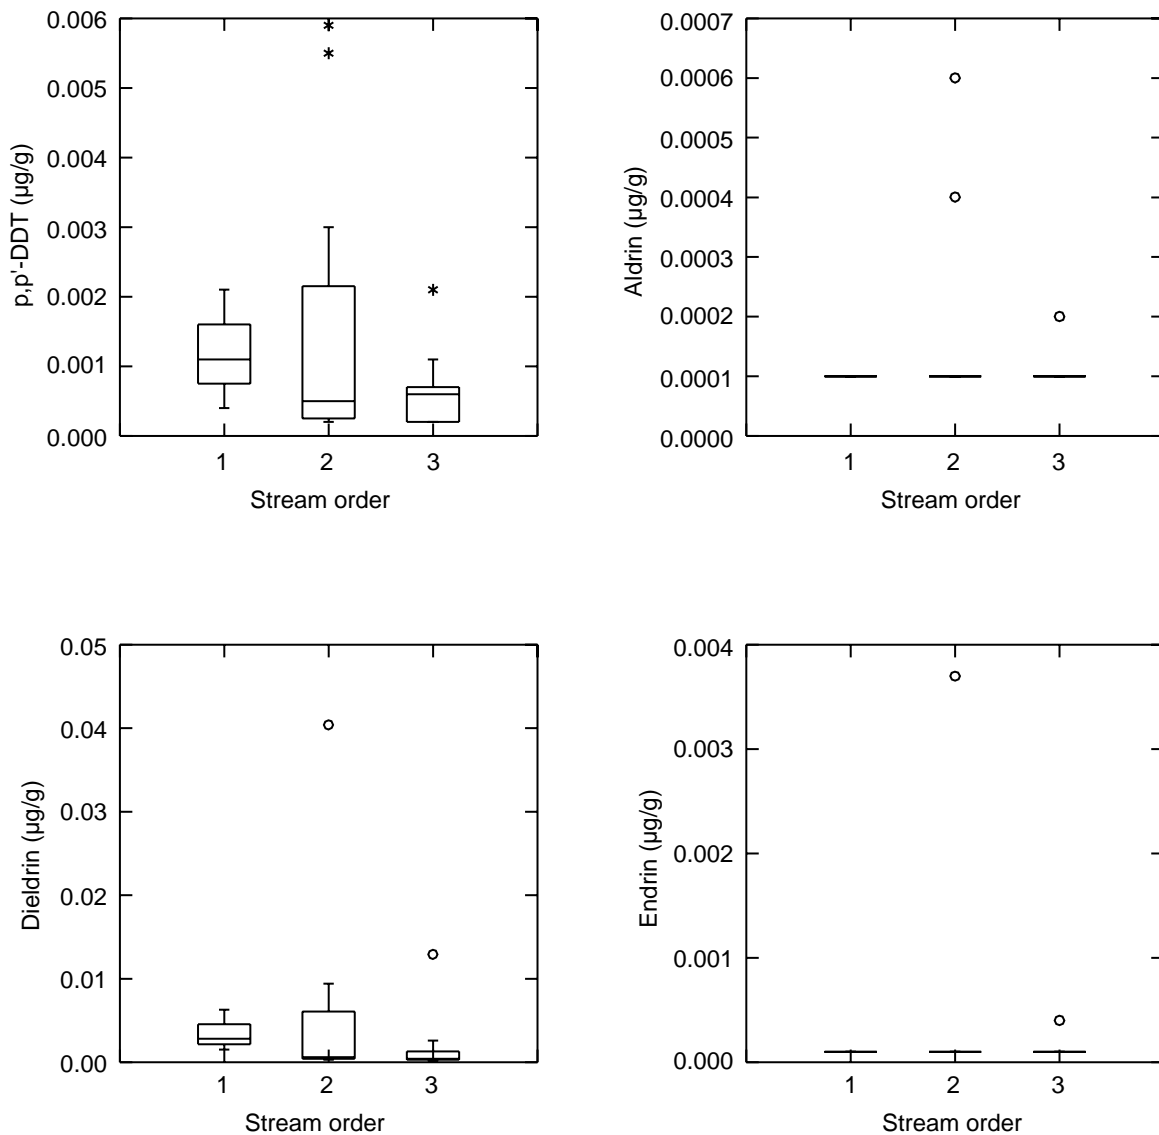 p,p'-DDT (µg/g)
0.006
0.005
0.004
0.003
0.002
0.001
0.000
1 2 3
Stream order
Aldrin (µg/g)
0.0007
0.0006
0.0005
0.0004
0.0003
0.0002
0.0001
0.0000
1 2 3
Stream order
Dieldrin (µg/g)
0.05
0.04
0.03
0.02
0.01
0.00
1 2 3
Stream order
Endrin (µg/g)
0.004
0.003
0.002
0.001
0.000
1 2 3
Stream order